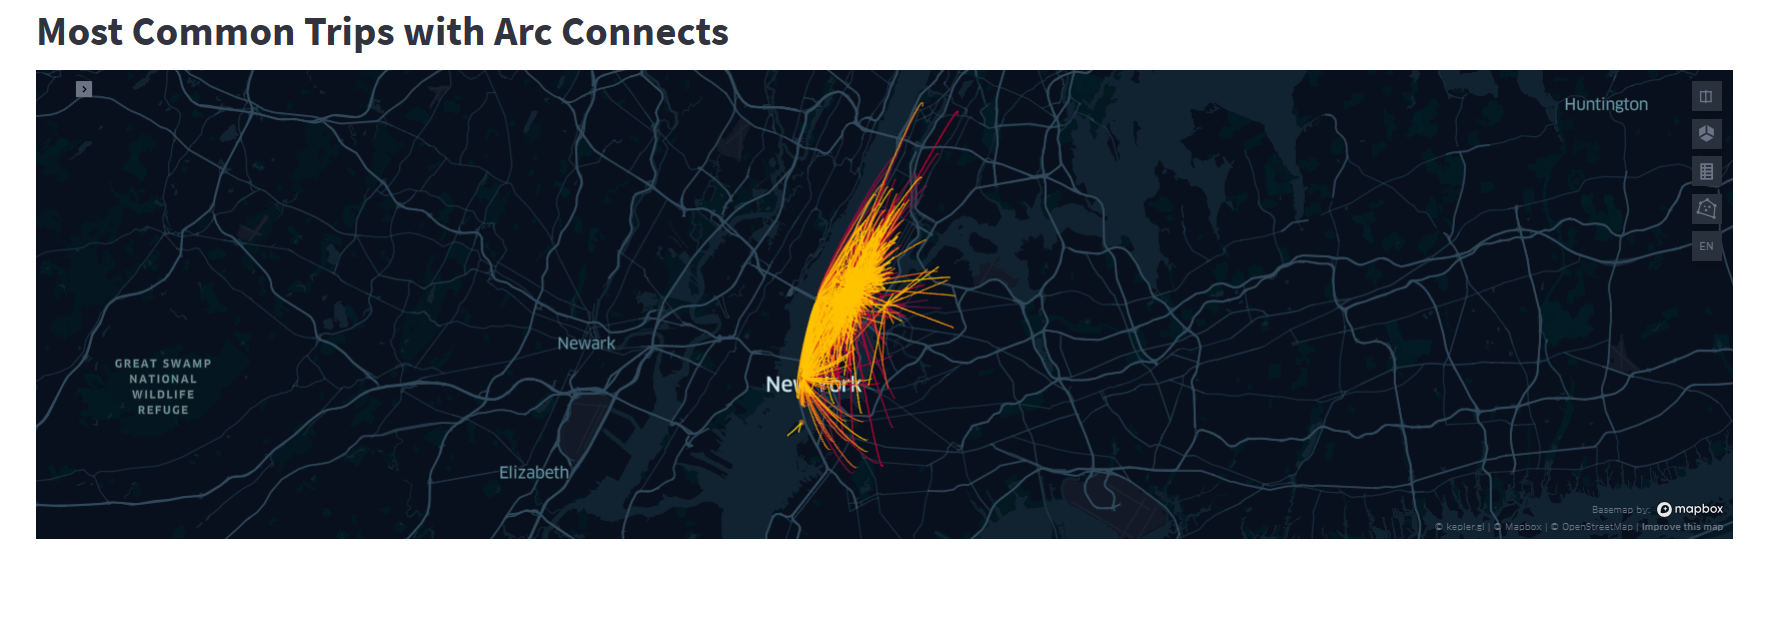 Most Common Trips with Arc Connects
Huntington
EN
Newark
GREAT SWAMP
NATIONAL
WILDLIFE
REFUGE
New York
Elizabeth
Basemap by: mapbox
© kepler.gl | © Mapbox | © OpenStreetMap | Improve this map